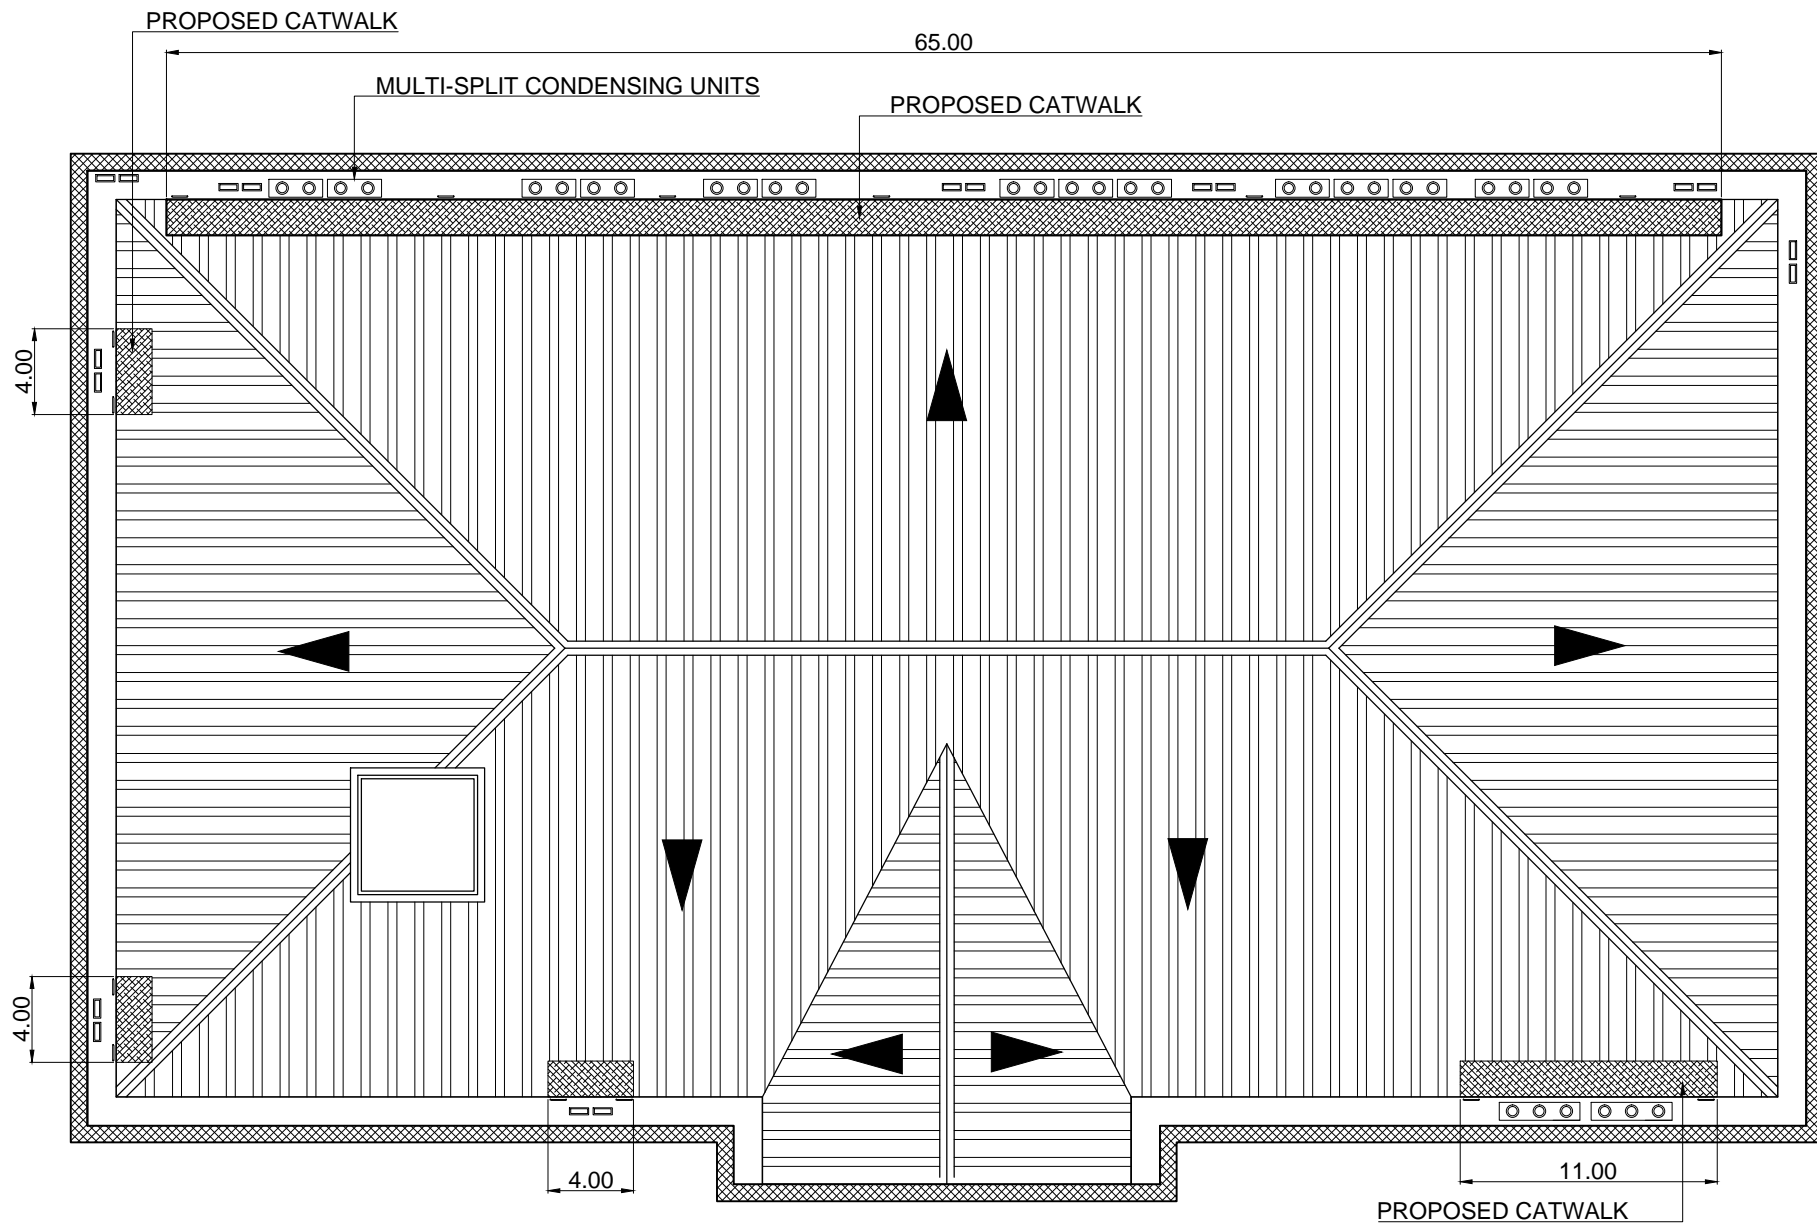 PROPOSED CATWALK
65.00
MULTI-SPLIT CONDENSING UNITS
PROPOSED CATWALK
4.00
4.00
4.00
11.00
PROPOSED CATWALK